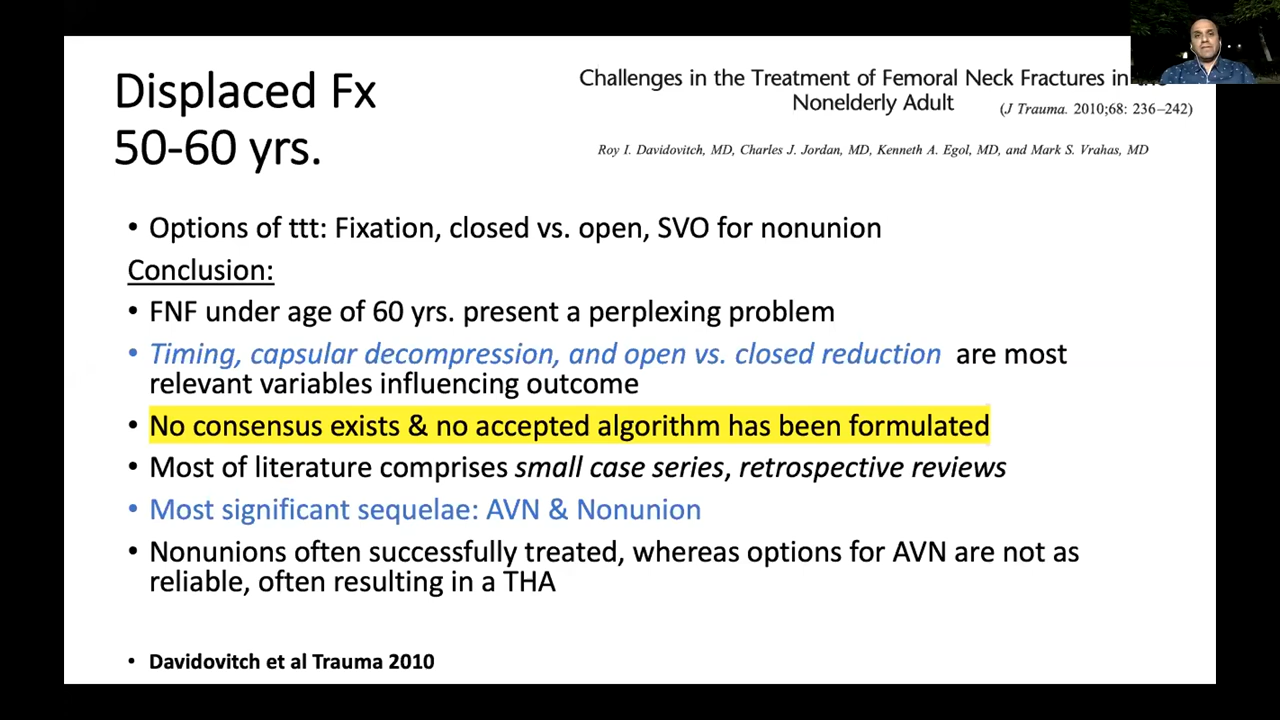 Displaced Fx
50-60 yrs.
Challenges in the Treatment of Femoral Neck Fractures in
Nonelderly Adult (J Trauma. 2010;68: 236–242)
Roy I. Davidovitch, MD, Charles J. Jordan, MD, Kenneth A. Egol, MD, and Mark S. Vrahas, MD
• Options of ttt: Fixation, closed vs. open, SVO for nonunion
Conclusion:
• FNF under age of 60 yrs. present a perplexing problem
• Timing, capsular decompression, and open vs. closed reduction are most
relevant variables influencing outcome
• No consensus exists & no accepted algorithm has been formulated
• Most of literature comprises small case series, retrospective reviews
• Most significant sequelae: AVN & Nonunion
• Nonunions often successfully treated, whereas options for AVN are not as
reliable, often resulting in a THA
• Davidovitch et al Trauma 2010